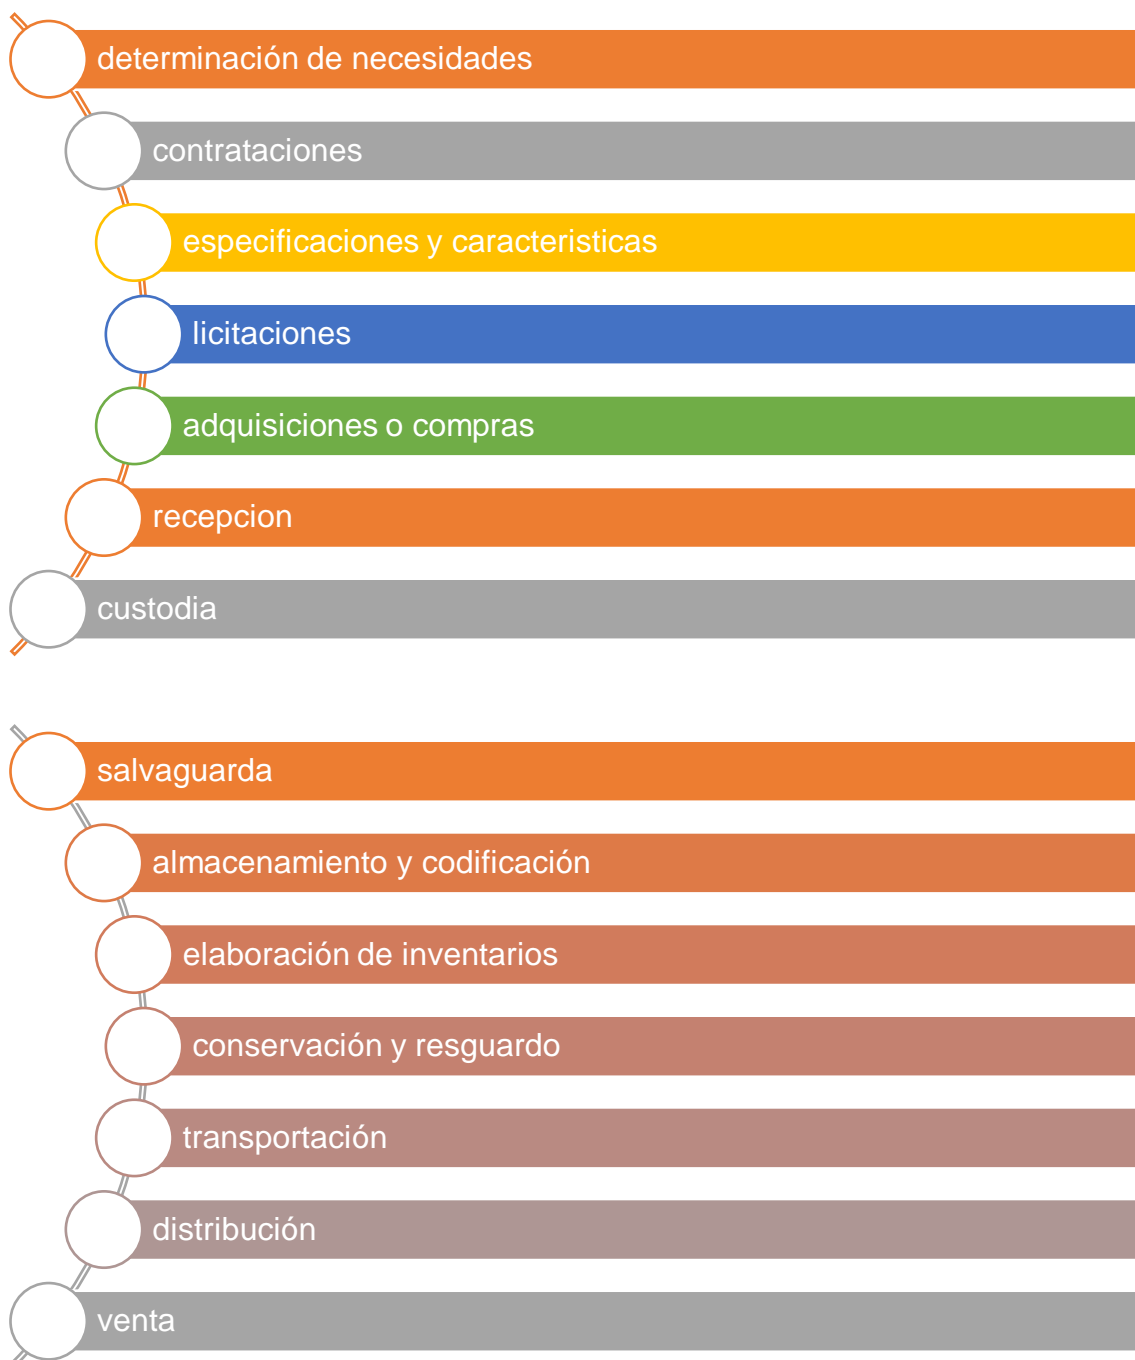 determinación de necesidades
contrataciones
especificaciones y caracteristicas
licitaciones
adquisiciones o compras
recepcion
custodia
salvaguarda
almacenamiento y codificación
elaboración de inventarios
conservación y resguardo
transportación
distribución
venta